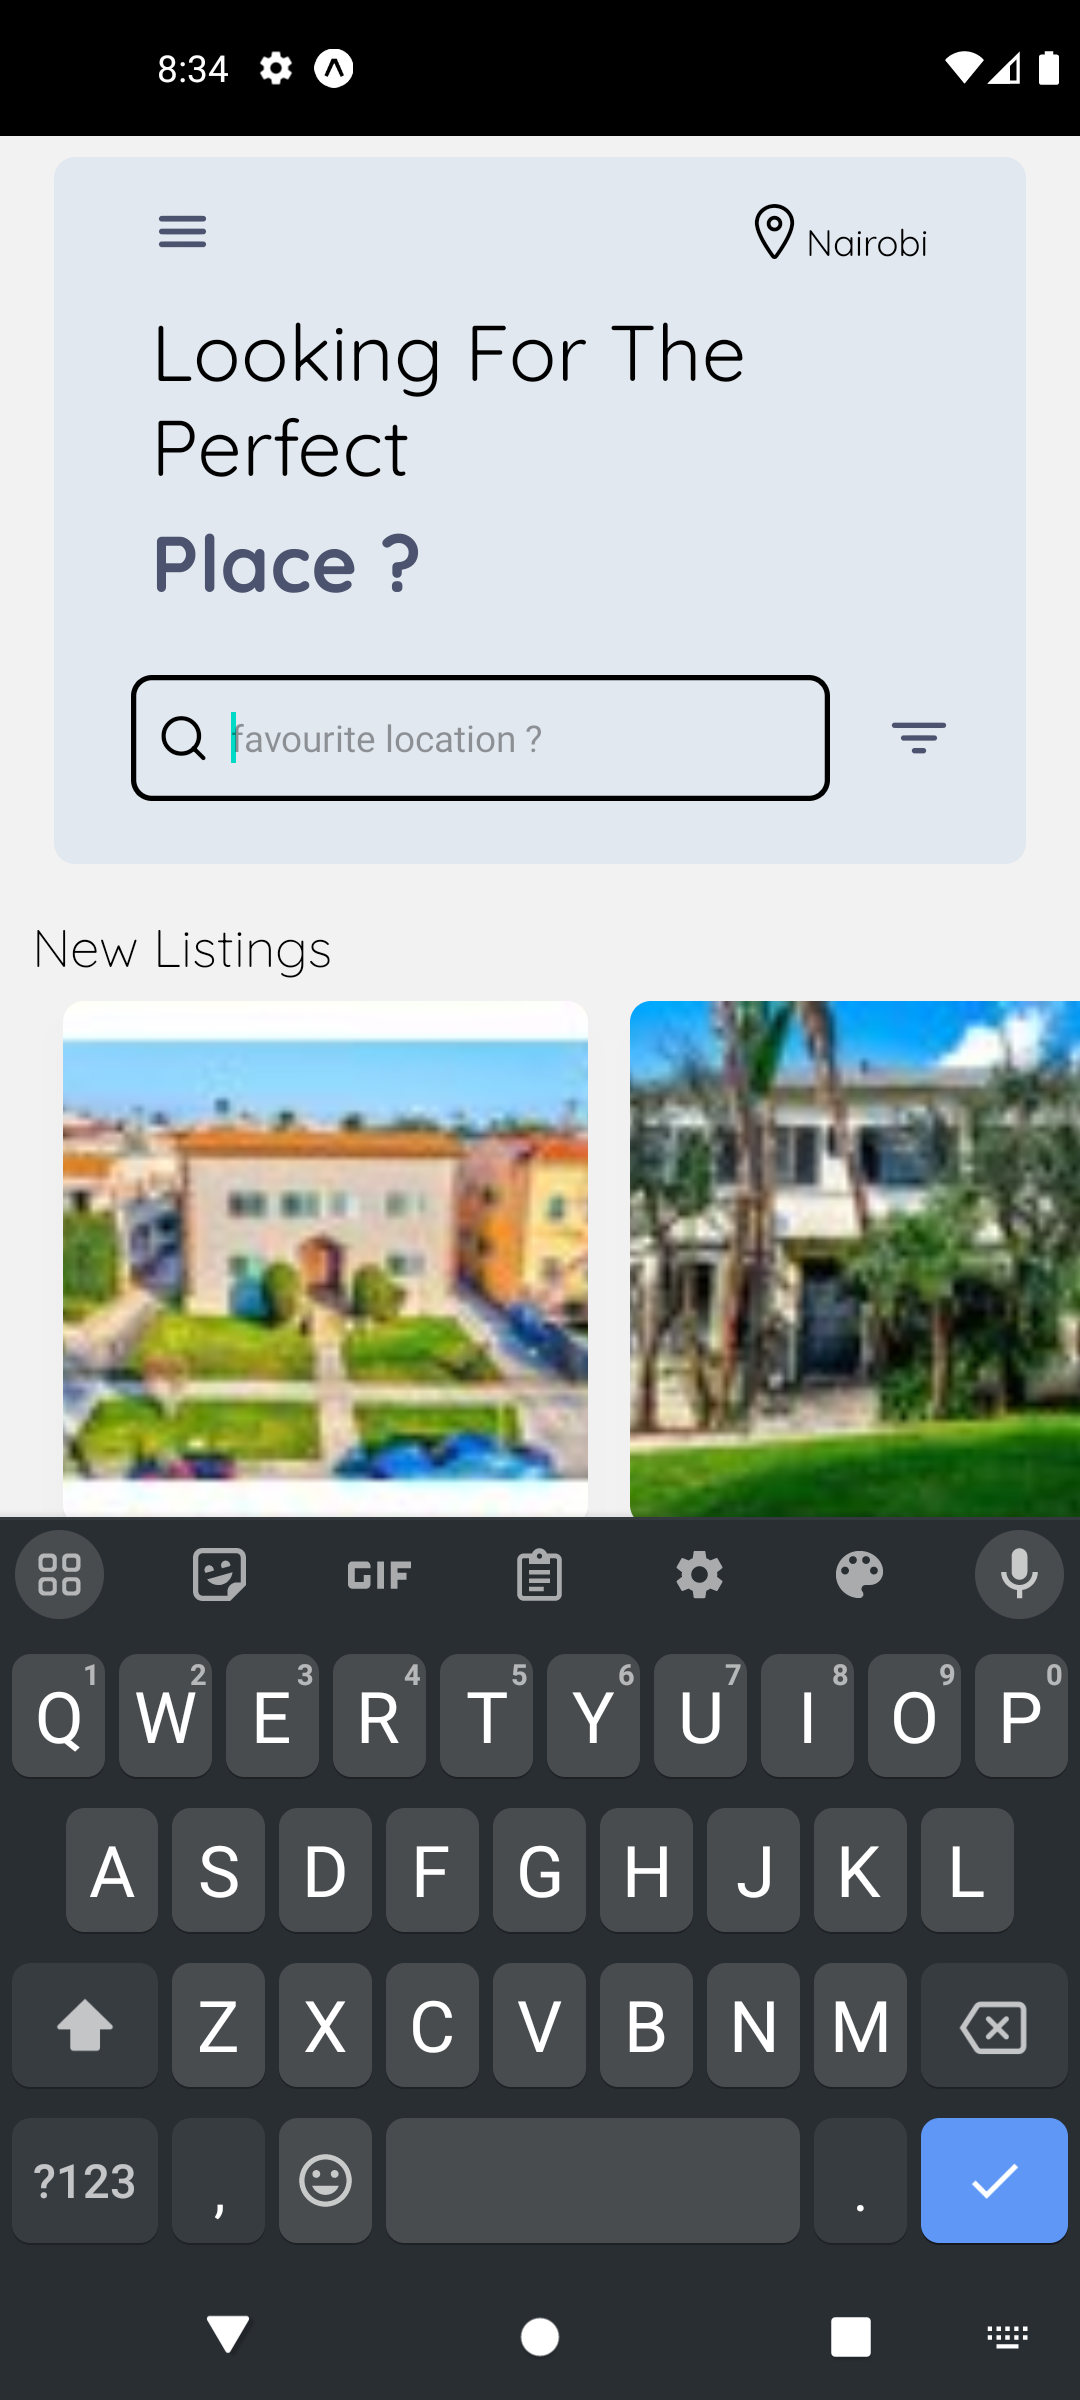 8:34
Nairobi
Looking For The
Perfect
Place ?
favourite location ?
New Listings
GIF
1 2 3 4 5 6 7 8 9 0
Q W E R T Y U I O P
A S D F G H J K L
Z X C V B N M
?123 , .